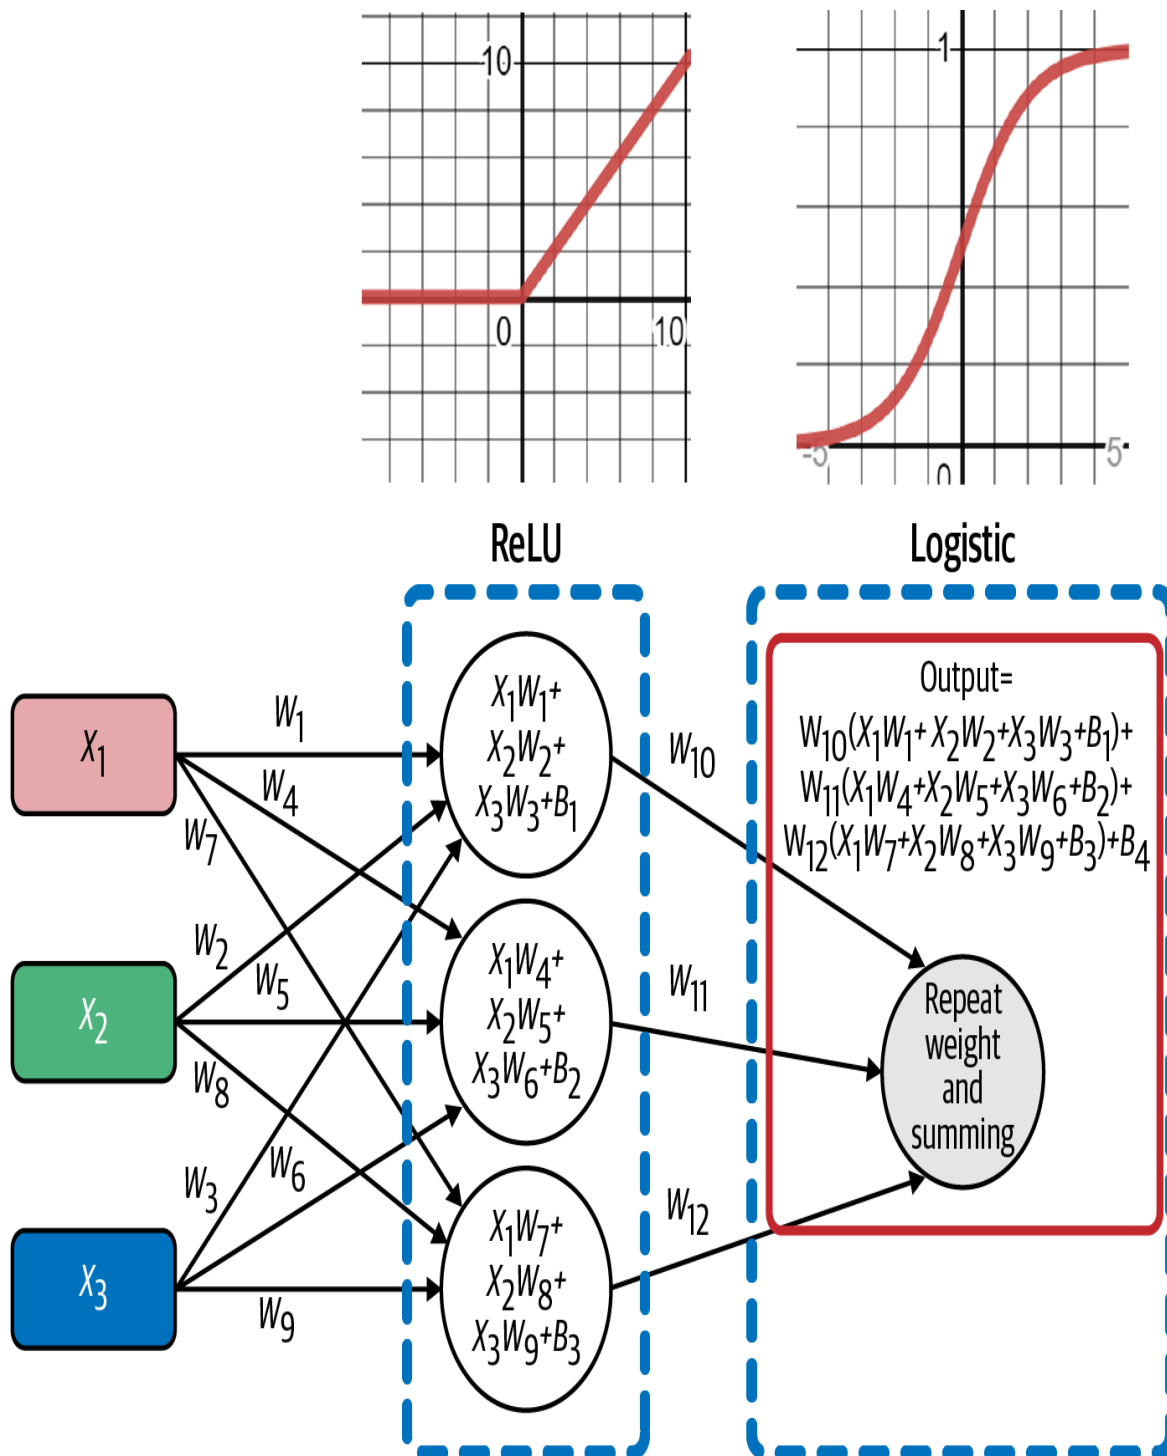 10
0
10
1
-5
0
5
ReLU
Logistic
X₁
X₂
X₃
W₁
W₄
W₇
W₂
W₅
W₈
W₃
W₆
W₉
X₁W₁+
X₂W₂+
X₃W₃+B₁
X₁W₄+
X₂W₅+
X₃W₆+B₂
X₁W₇+
X₂W₈+
X₃W₉+B₃
W₁₀
W₁₁
W₁₂
Output=
W₁₀(X₁W₁+X₂W₂+X₃W₃+B₁)+
W₁₁(X₁W₄+X₂W₅+X₃W₆+B₂)+
W₁₂(X₁W₇+X₂W₈+X₃W₉+B₃)+B₄
Repeat
weight
and
summing